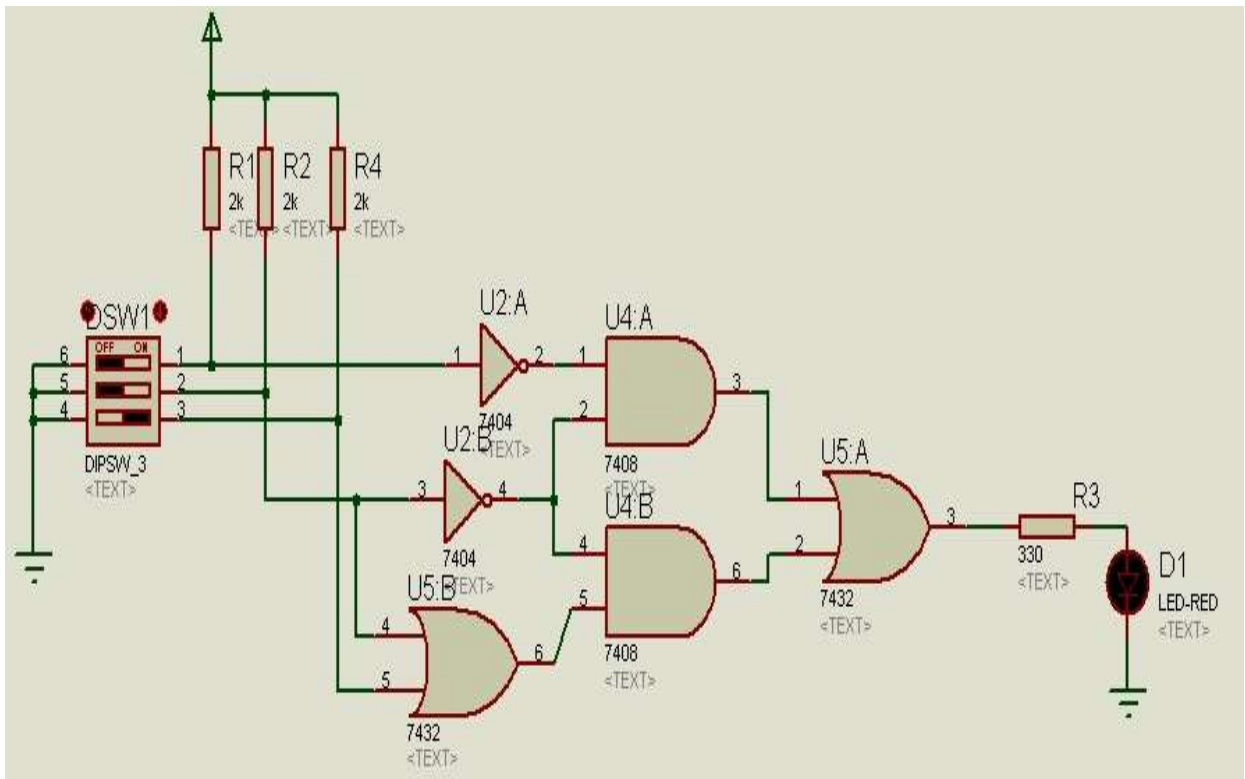 R1 R2 R4
2k 2k 2k
<TEXT> <TEXT> <TEXT>
DSW1
OFF ON
6 1
5 2
4 3
DIPSW_3
<TEXT>
U2:A
1 2
7404
<TEXT>
U2:B
3 4
7404
<TEXT>
U4:A
1
2
3
7408
<TEXT>
U4:B
4
5
6
7408
<TEXT>
U5:B
4
5
6
7432
<TEXT>
U5:A
1
2
3
7432
<TEXT>
R3
330
<TEXT>
D1
LED-RED
<TEXT>